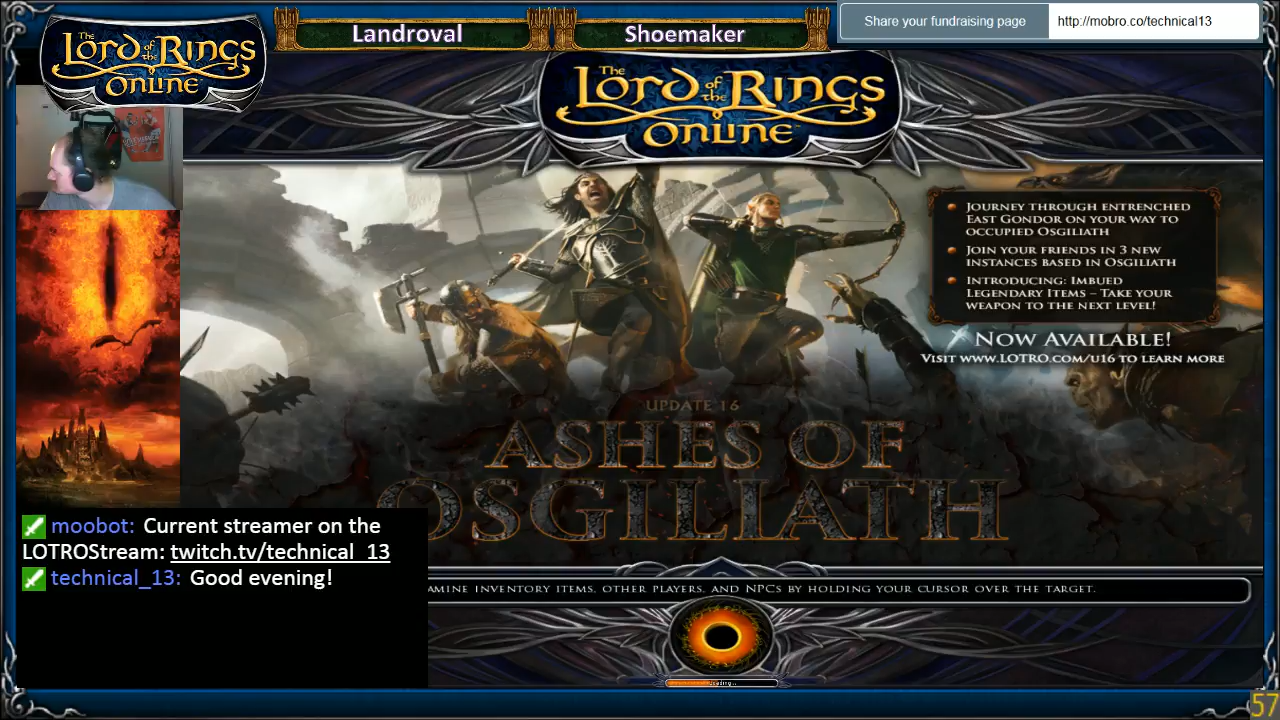 The
Lord of the Rings
Online
Landroval
Shoemaker
Share your fundraising page
http://mobro.co/technical13
The
Lord of the Rings
Online
Journey through entrenched
East Gondor on your way to
occupied Osgiliath
Join your friends in 3 new
instances based in Osgiliath
Introducing: Imbued
Legendary Items – Take your
weapon to the next level!
Now Available!
Visit www.LOTRO.com/u16 to learn more
Update 16
Ashes of
Osgiliath
moobot: Current streamer on the
LOTROStream: twitch.tv/technical_13
technical_13: Good evening!
amine inventory items, other players, and NPCs by holding your cursor over the target.
Loading...
57